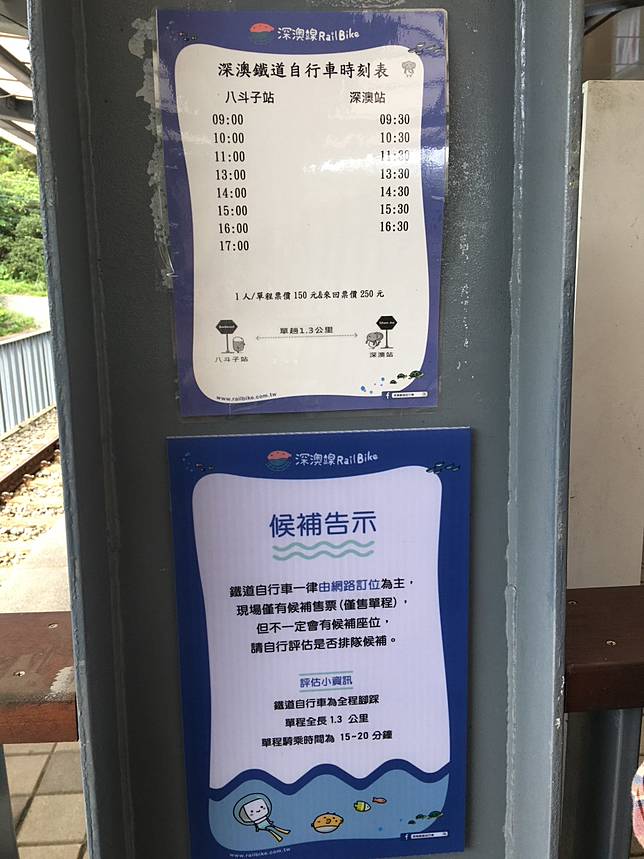 深澳線RailBike
深澳鐵道自行車時刻表
八斗子站 深澳站
09:00 09:30
10:00 10:30
11:00 11:30
13:00 13:30
14:00 14:30
15:00 15:30
16:00 16:30
17:00
1人/單程票價 150 元&來回票價 250 元
單趟1.3公里
八斗子站 深澳站
www.railbike.com.tw
深澳線RailBike
候補告示
鐵道自行車一律由網路訂位為主，
現場僅有候補售票(僅售單程)，
但不一定會有候補座位，
請自行評估是否排隊候補。
評估小資訊
鐵道自行車為全程腳踩
單程全長 1.3 公里
單程騎乘時間為 15~20 分鐘
www.railbike.com.tw